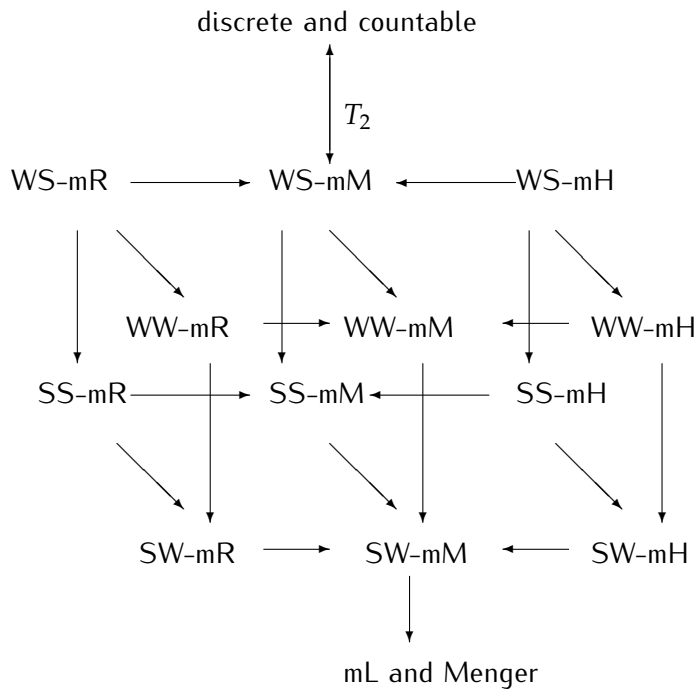 discrete and countable
T₂
WS-mR WS-mM WS-mH
WW-mR WW-mM WW-mH
SS-mR SS-mM SS-mH
SW-mR SW-mM SW-mH
mL and Menger